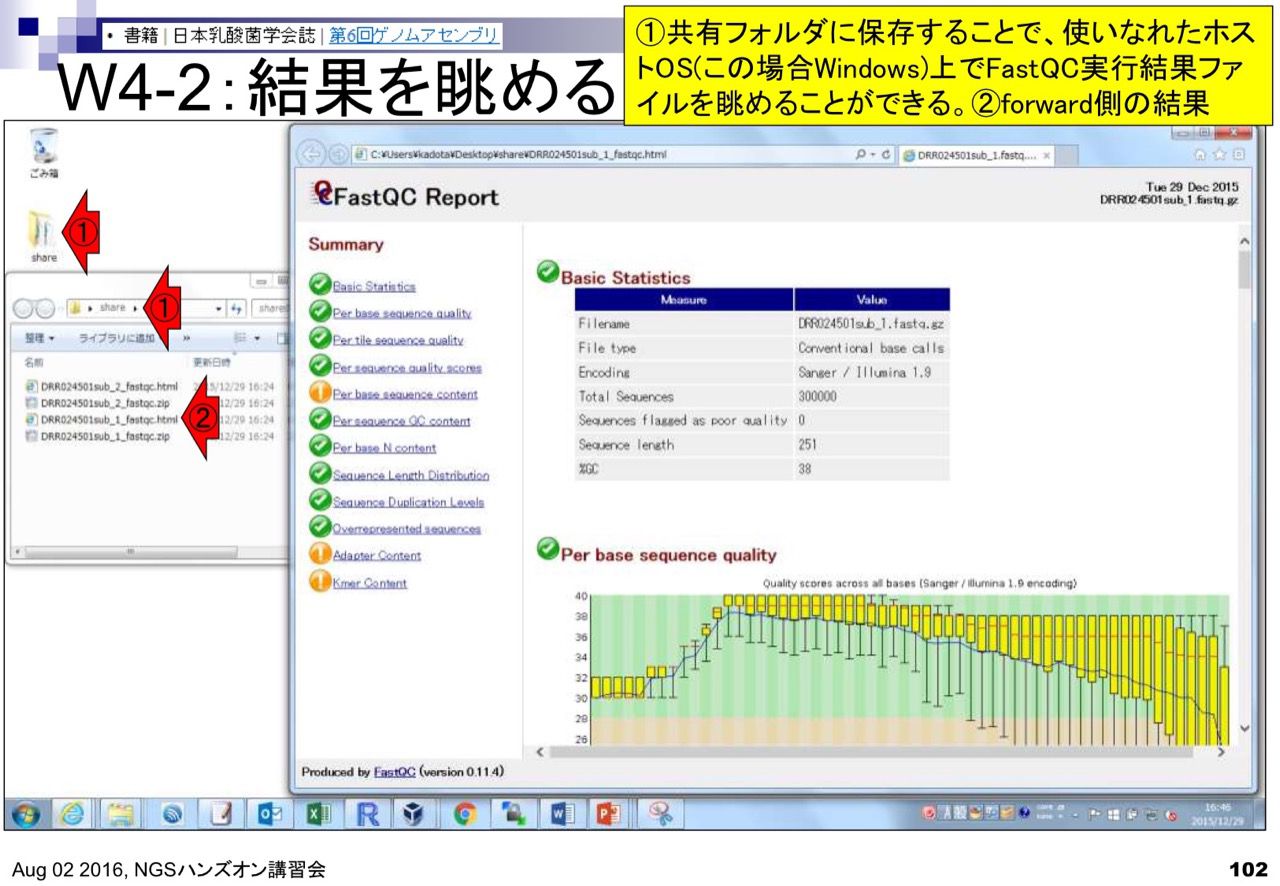 • 書籍 | 日本乳酸菌学会誌 | 第6回ゲノムアセンブリ
W4-2:結果を眺める
①共有フォルダに保存することで、使いなれたホス
トOS(この場合Windows)上でFastQC実行結果ファ
イルを眺めることができる。②forward側の結果
ごみ箱
share
①
share
①
share
整理
ライブラリに追加
»
名前
更新日時
DRR024501sub_2_fastqc.html
15/12/29 16:24
DRR024501sub_2_fastqc.zip
12/29 16:24
DRR024501sub_1_fastqc.html
②
12/29 16:24
DRR024501sub_1_fastqc.zip
12/29 16:24
C:¥Users¥kadota¥Desktop¥share¥DRR024501sub_1_fastqc.html
DRR024501sub_1.fastq....
FastQC Report
Tue 29 Dec 2015
DRR024501sub_1.fastq.gz
Summary
Basic Statistics
Per base sequence quality
Per tile sequence quality
Per sequence quality scores
Per base sequence content
Per sequence GC content
Per base N content
Sequence Length Distribution
Sequence Duplication Levels
Overrepresented sequences
Adapter Content
Kmer Content
Basic Statistics
Measure Value
Filename DRR024501sub_1.fastq.gz
File type Conventional base calls
Encoding Sanger / Illumina 1.9
Total Sequences 300000
Sequences flagged as poor quality 0
Sequence length 251
%GC 38
Per base sequence quality
Quality scores across all bases (Sanger / Illumina 1.9 encoding)
40
38
36
34
32
30
28
26
Produced by FastQC (version 0.11.4)
16:46
2015/12/29
Aug 02 2016, NGSハンズオン講習会
102